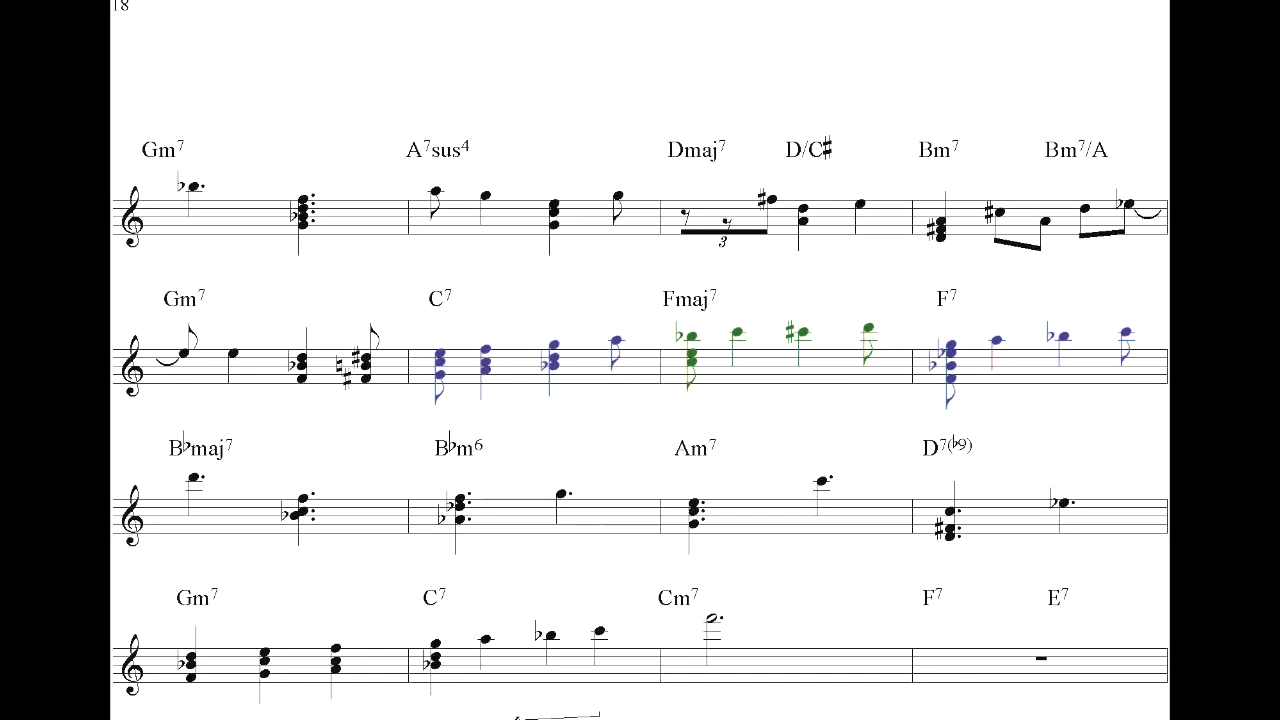 18
Gm7 A7sus4 Dmaj7 D/C♯ Bm7 Bm7/A
3
Gm7 C7 Fmaj7 F7
B♭maj7 B♭m6 Am7 D7(♭9)
Gm7 C7 Cm7 F7 E7